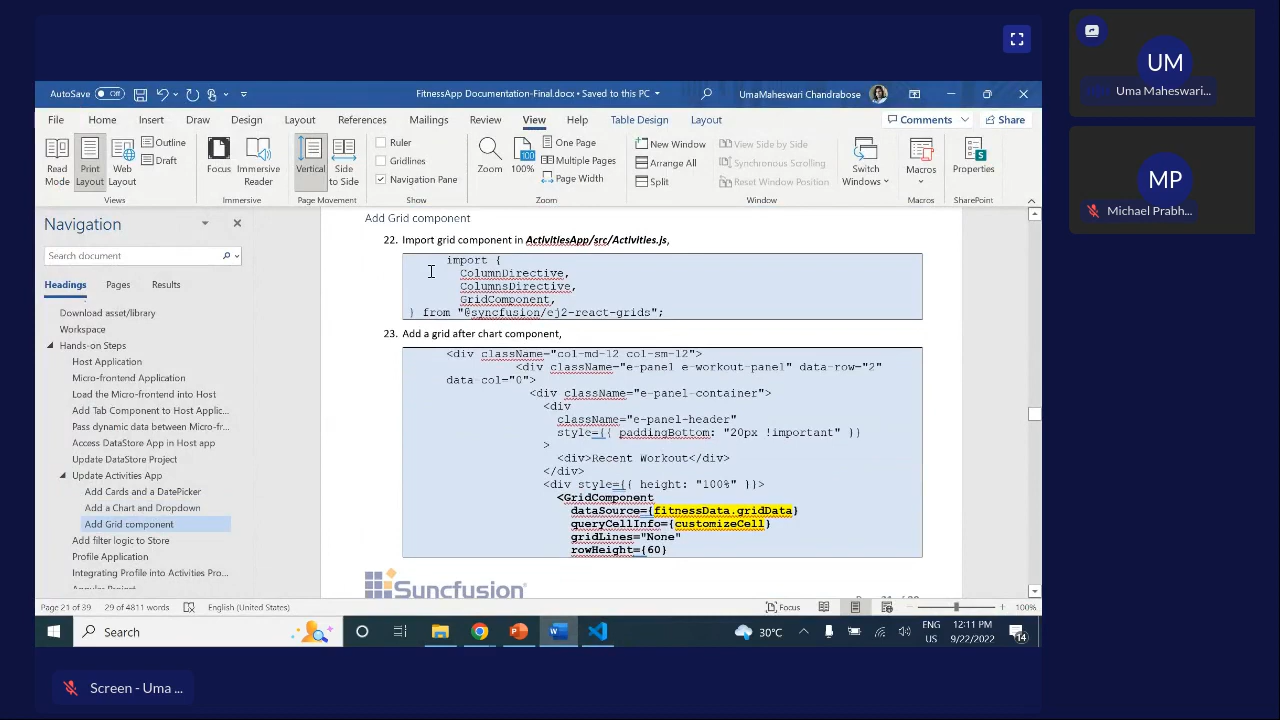 AutoSave Off
FitnessApp Documentation-Final.docx • Saved to this PC
UmaMaheswari Chandrabose
File Home Insert Draw Design Layout References Mailings Review View Help Table Design Layout
Comments Share
Read Mode
Print Layout
Web Layout
Outline
Draft
Views
Focus
Immersive Reader
Immersive
Vertical
Side to Side
Page Movement
Ruler
Gridlines
Navigation Pane
Show
Zoom
100
100%
One Page
Multiple Pages
Page Width
Zoom
New Window
Arrange All
Split
View Side by Side
Synchronous Scrolling
Reset Window Position
Window
Switch Windows
Macros
Macros
Properties
SharePoint
Navigation
Search document
Headings Pages Results
Download asset/library
Workspace
Hands-on Steps
Host Application
Micro-frontend Application
Load the Micro-frontend into Host
Add Tab Component to Host Applic...
Pass dynamic data between Micro-fr...
Access DataStore App in Host app
Update DataStore Project
Update Activities App
Add Cards and a DatePicker
Add a Chart and Dropdown
Add Grid component
Add filter logic to Store
Profile Application
Integrating Profile into Activities Pro...
Angular Project
Add Grid component
22. Import grid component in ActivitiesApp/src/Activities.js,
import {
ColumnDirective,
ColumnsDirective,
GridComponent,
} from "@syncfusion/ej2-react-grids";
23. Add a grid after chart component,
<div className="col-md-12 col-sm-12">
<div className="e-panel e-workout-panel" data-row="2"
data-col="0">
<div className="e-panel-container">
<div
className="e-panel-header"
style={{ paddingBottom: "20px !important" }}
>
<div>Recent Workout</div>
</div>
<div style={{ height: "100%" }}>
<GridComponent
dataSource={fitnessData.gridData}
queryCellInfo={customizeCell}
gridLines="None"
rowHeight={60}
Suncfusion
Page 21 of 39 29 of 4811 words English (United States)
Focus
100%
Search
30°C
ENG
US
12:11 PM
9/22/2022
14
Screen - Uma ...
UM
Uma Maheswari...
MP
Michael Prabh...